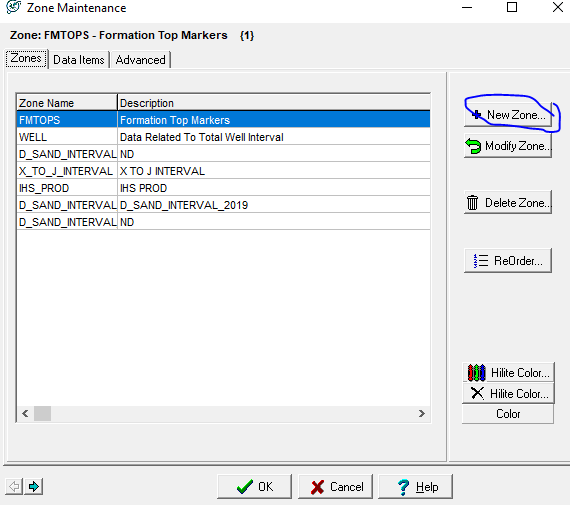 Zone Maintenance
Zone: FMTOPS - Formation Top Markers {1}
Zones Data Items Advanced
Zone Name Description
FMTOPS Formation Top Markers
WELL Data Related To Total Well Interval
D_SAND_INTERVAL ND
X_TO_J_INTERVAL X TO J INTERVAL
IHS_PROD IHS PROD
D_SAND_INTERVAL D_SAND_INTERVAL_2019
D_SAND_INTERVAL ND
New Zone...
Modify Zone...
Delete Zone...
ReOrder...
Hilite Color...
Hilite Color...
Color
OK Cancel Help